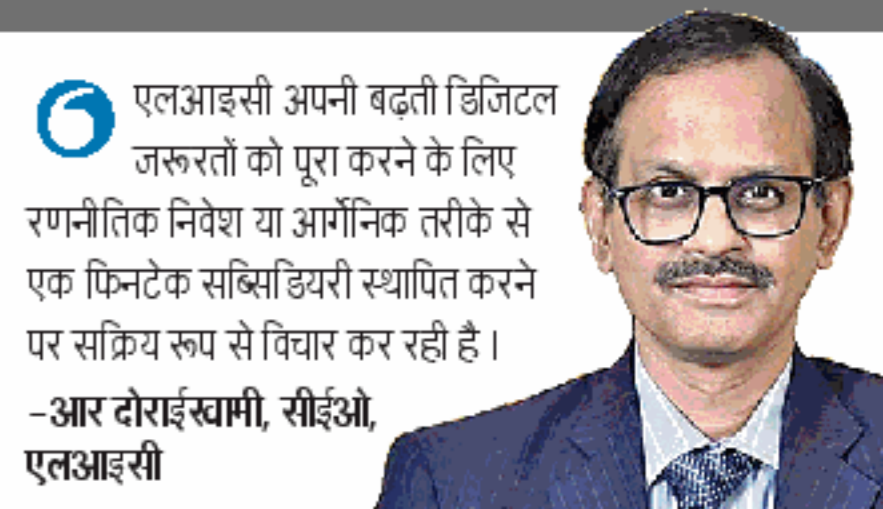 एलआइसी अपनी बढ़ती डिजिटल
जरूरतों को पूरा करने के लिए
रणनीतिक निवेश या आर्गेनिक तरीके से
एक फिनटेक सब्सिडियरी स्थापित करने
पर सक्रिय रूप से विचार कर रही है।
-आर दोराईस्वामी, सीईओ,
एलआइसी